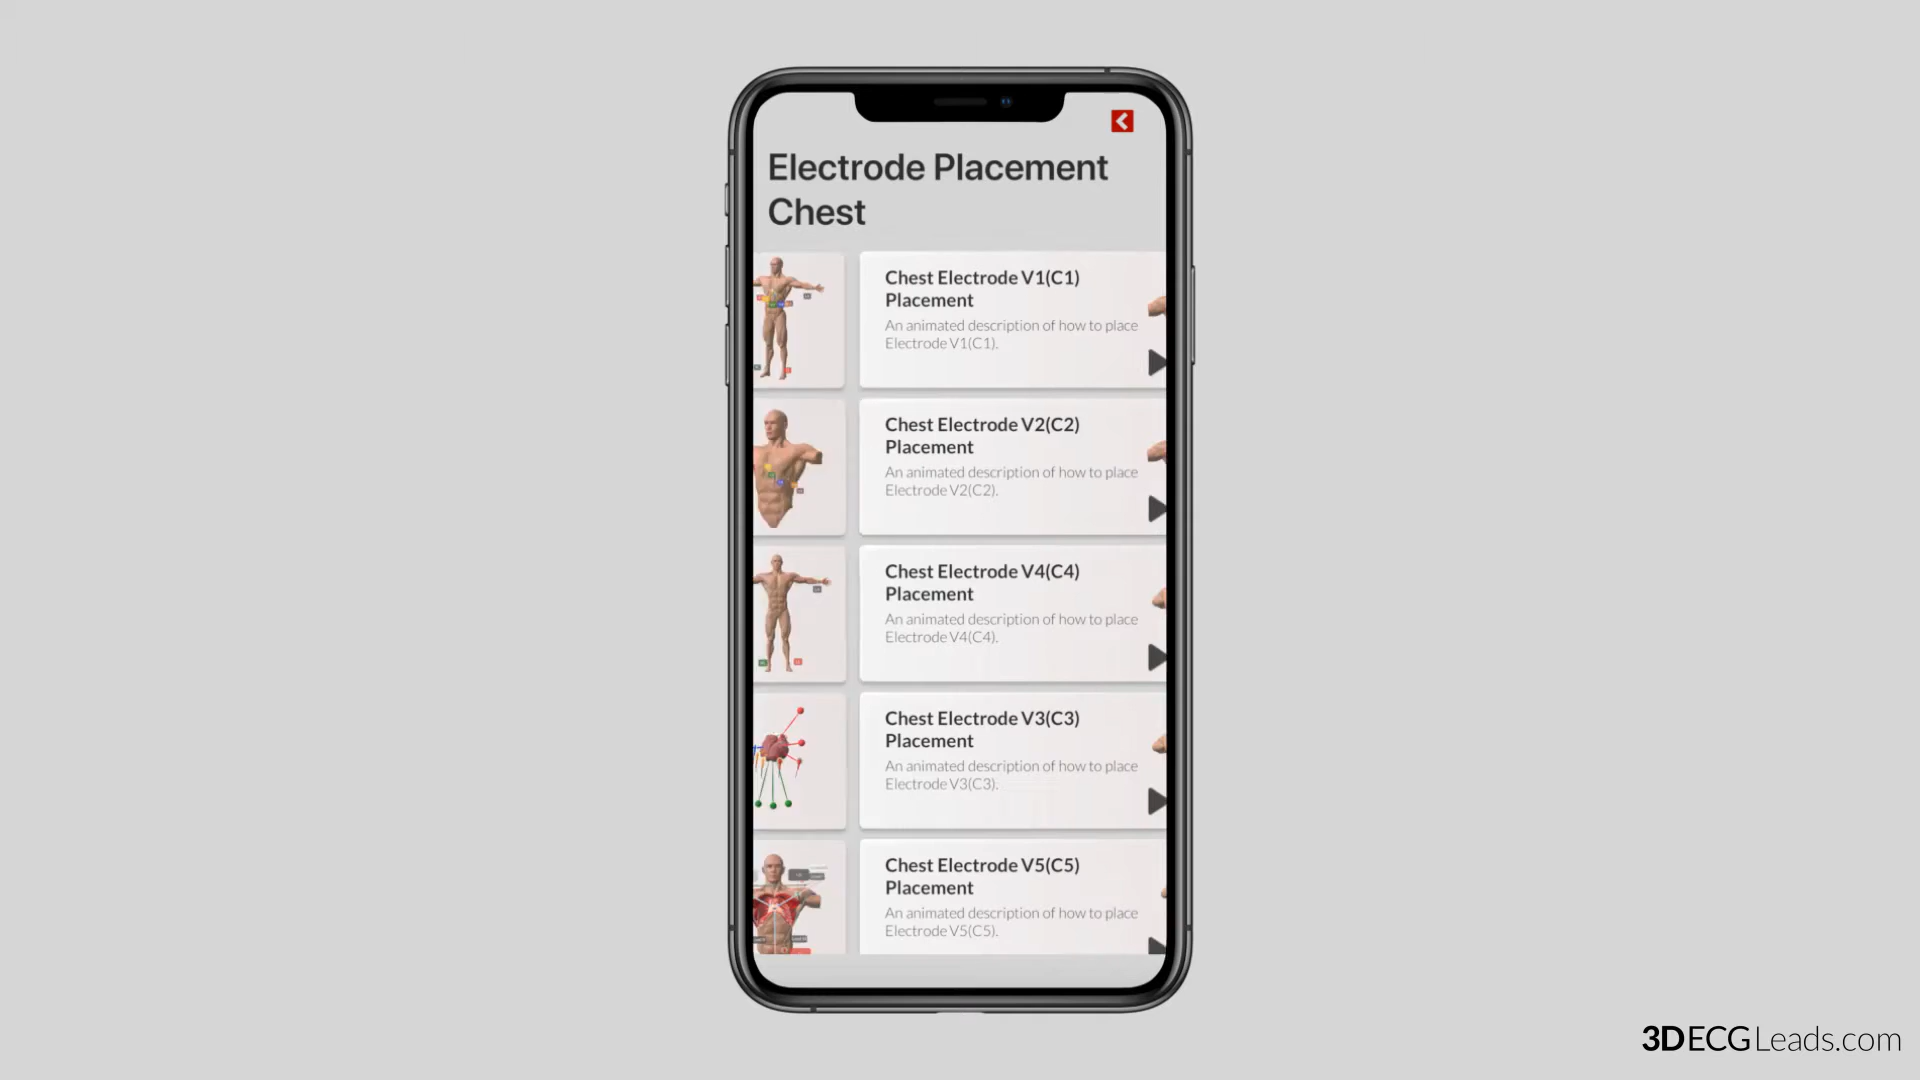 Electrode Placement
Chest
Chest Electrode V1(C1)
Placement
An animated description of how to place
Electrode V1(C1).
Chest Electrode V2(C2)
Placement
An animated description of how to place
Electrode V2(C2).
Chest Electrode V4(C4)
Placement
An animated description of how to place
Electrode V4(C4).
Chest Electrode V3(C3)
Placement
An animated description of how to place
Electrode V3(C3).
Chest Electrode V5(C5)
Placement
An animated description of how to place
Electrode V5(C5).
3DECGLeads.com